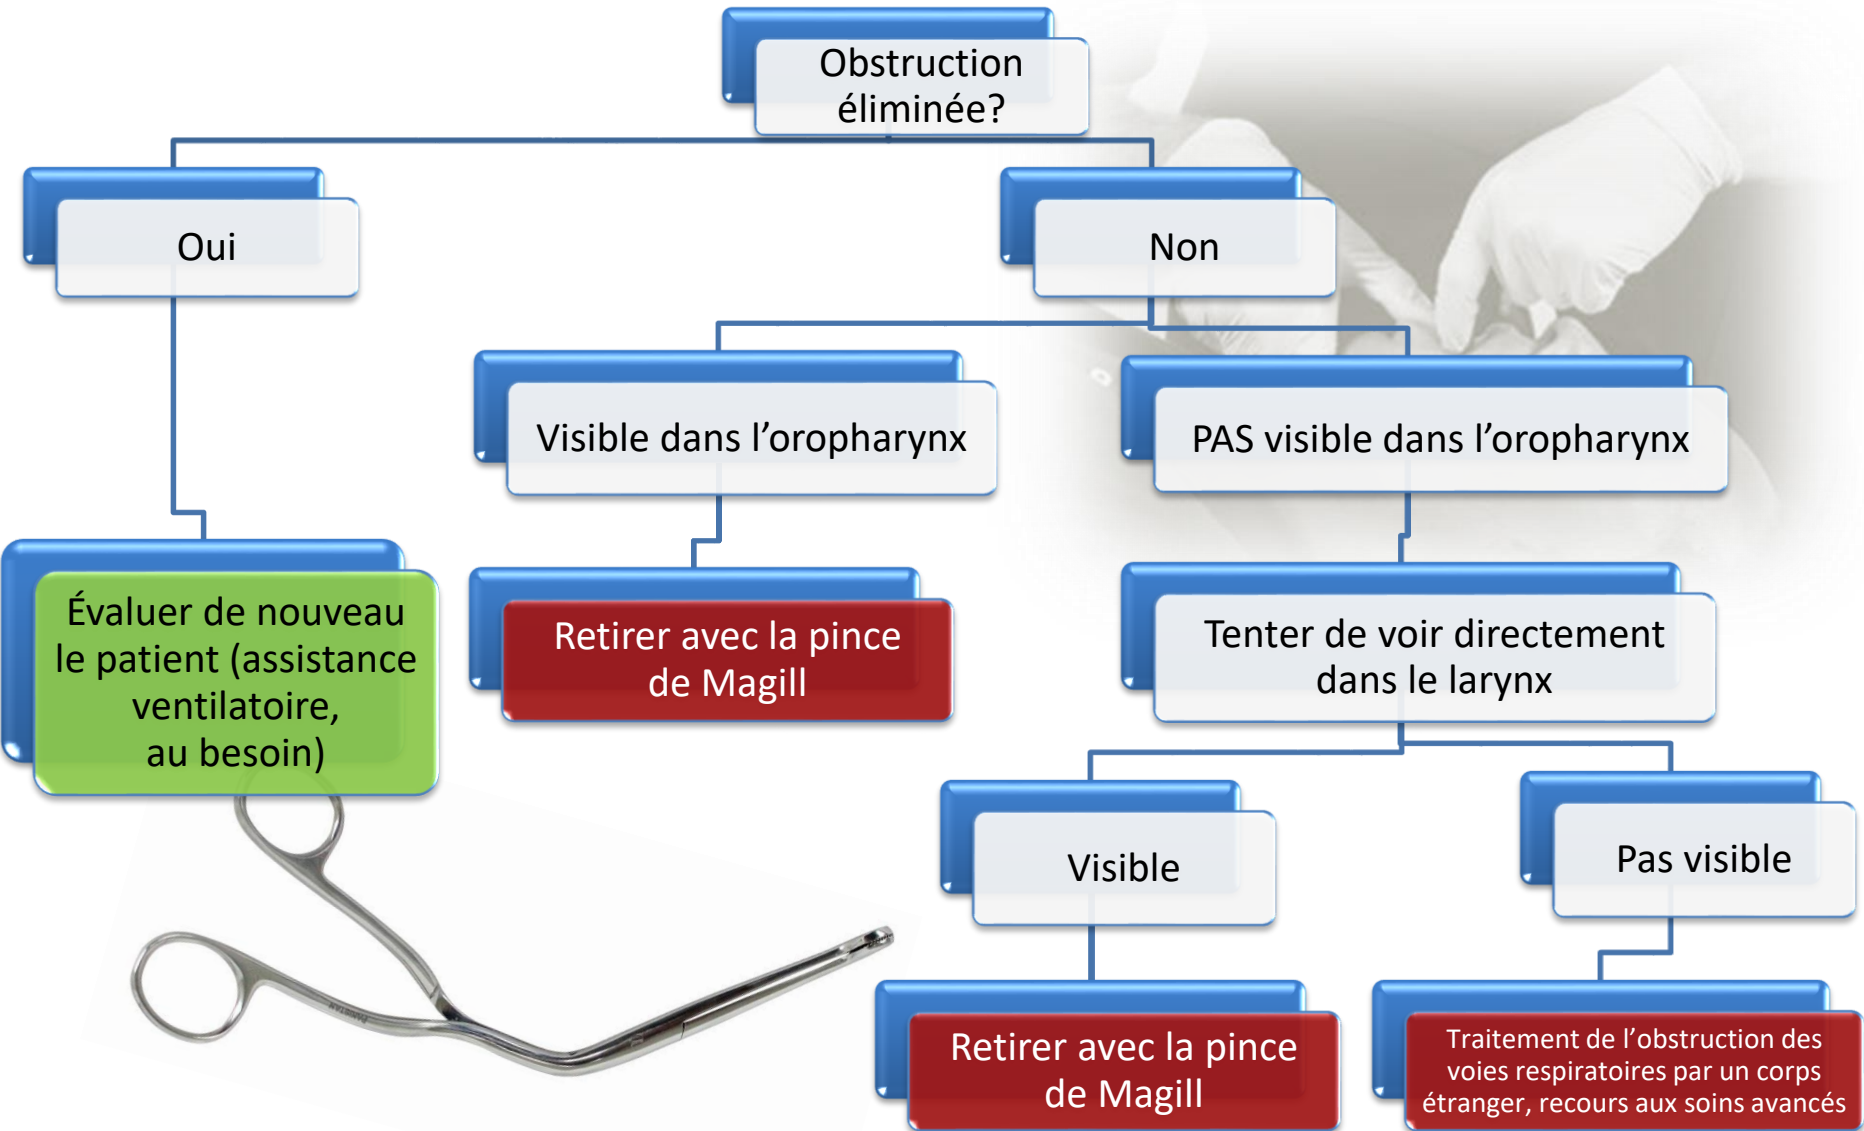 Obstruction
éliminée?
Oui
Non
Visible dans l’oropharynx
PAS visible dans l’oropharynx
Évaluer de nouveau
le patient (assistance
ventilatoire,
au besoin)
Retirer avec la pince
de Magill
Tenter de voir directement
dans le larynx
Visible
Pas visible
Retirer avec la pince
de Magill
Traitement de l’obstruction des
voies respiratoires par un corps
étranger, recours aux soins avancés